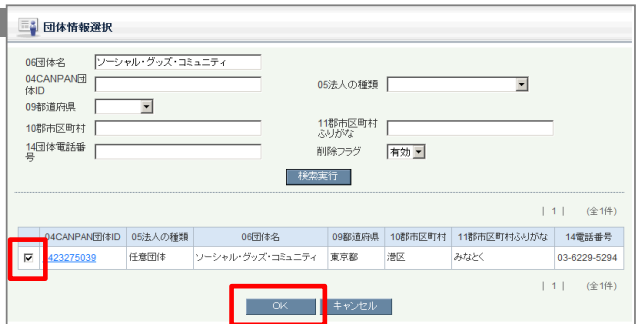 団体情報選択
06団体名 ソーシャル・グッズ・コミュニティ
04CANPAN団
体ID
05法人の種類
09都道府県
10郡市区町村
11郡市区町村
ふりがな
14団体電話番
号
削除フラグ 有効
検索実行
| 1 | (全1件)
04CANPAN団体ID 05法人の種類 06団体名 09都道府県 10郡市区町村 11郡市区町村ふりがな 14電話番号
423275039 任意団体 ソーシャル・グッズ・コミュニティ 東京都 港区 みなとく 03-6229-5294
| 1 | (全1件)
OK キャンセル